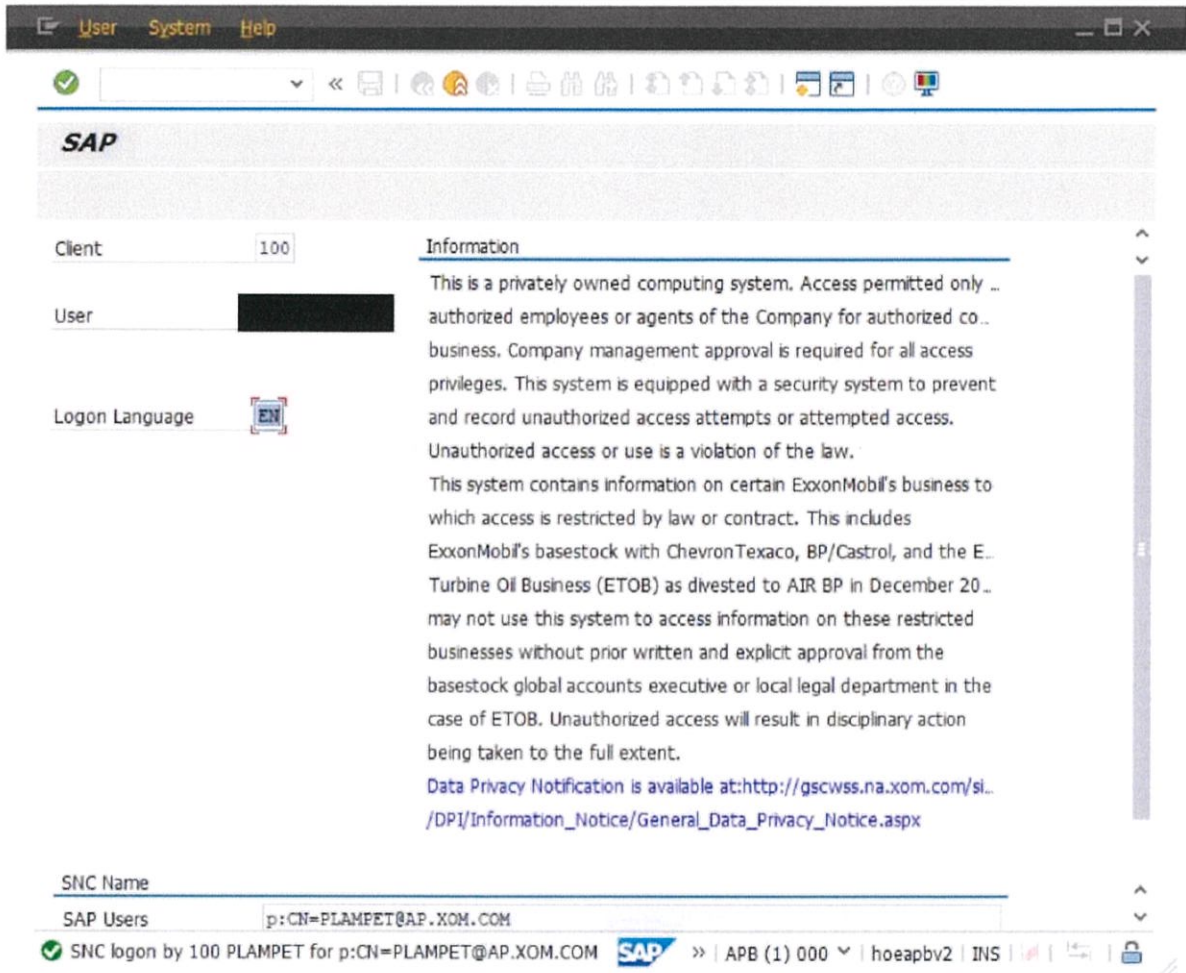 User System Help
SAP
Client 100
User
Logon Language EN
Information
This is a privately owned computing system. Access permitted only ...
authorized employees or agents of the Company for authorized co...
business. Company management approval is required for all access
privileges. This system is equipped with a security system to prevent
and record unauthorized access attempts or attempted access.
Unauthorized access or use is a violation of the law.
This system contains information on certain ExxonMobil's business to
which access is restricted by law or contract. This includes
ExxonMobil's basestock with ChevronTexaco, BP/Castrol, and the E...
Turbine Oil Business (ETOB) as divested to AIR BP in December 20...
may not use this system to access information on these restricted
businesses without prior written and explicit approval from the
basestock global accounts executive or local legal department in the
case of ETOB. Unauthorized access will result in disciplinary action
being taken to the full extent.
Data Privacy Notification is available at:http://gscwss.na.xom.com/si...
/DPI/Information_Notice/General_Data_Privacy_Notice.aspx
SNC Name
SAP Users p:CN=PLAMPET@AP.XOM.COM
SNC logon by 100 PLAMPET for p:CN=PLAMPET@AP.XOM.COM SAP » APB (1) 000 hoeapbv2 INS